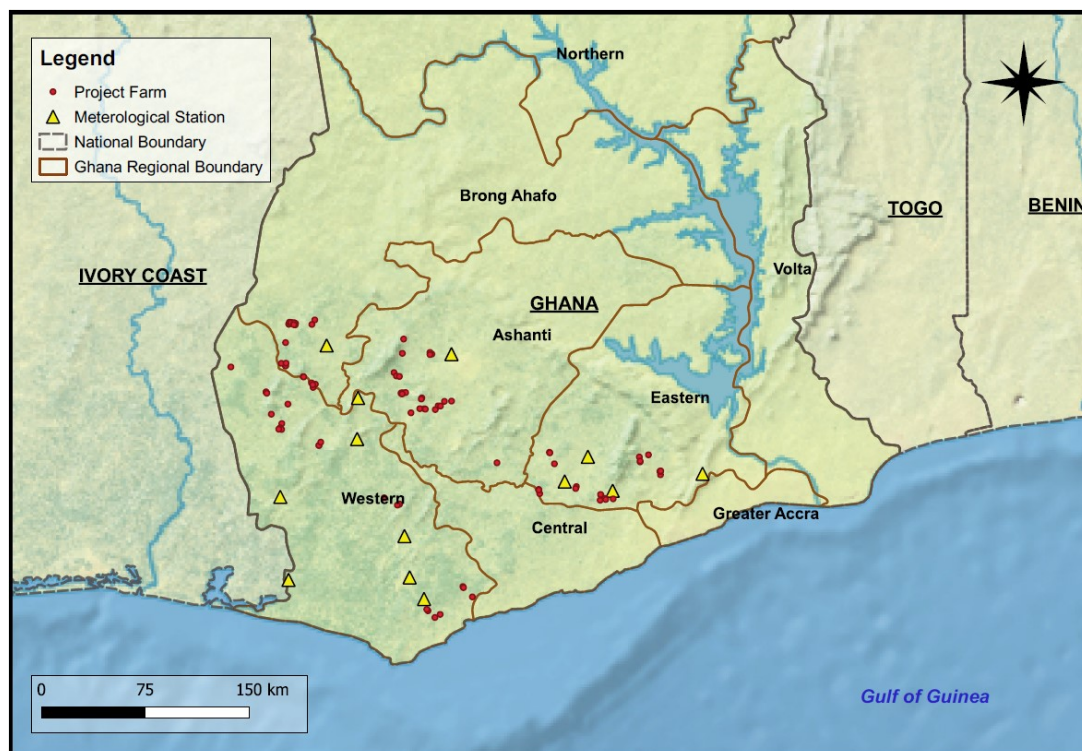 Legend
Project Farm
Meterological Station
National Boundary
Ghana Regional Boundary
Northern
Brong Ahafo
TOGO
BENIN
IVORY COAST
Volta
GHANA
Ashanti
Eastern
Western
Central
Greater Accra
0 75 150 km
Gulf of Guinea